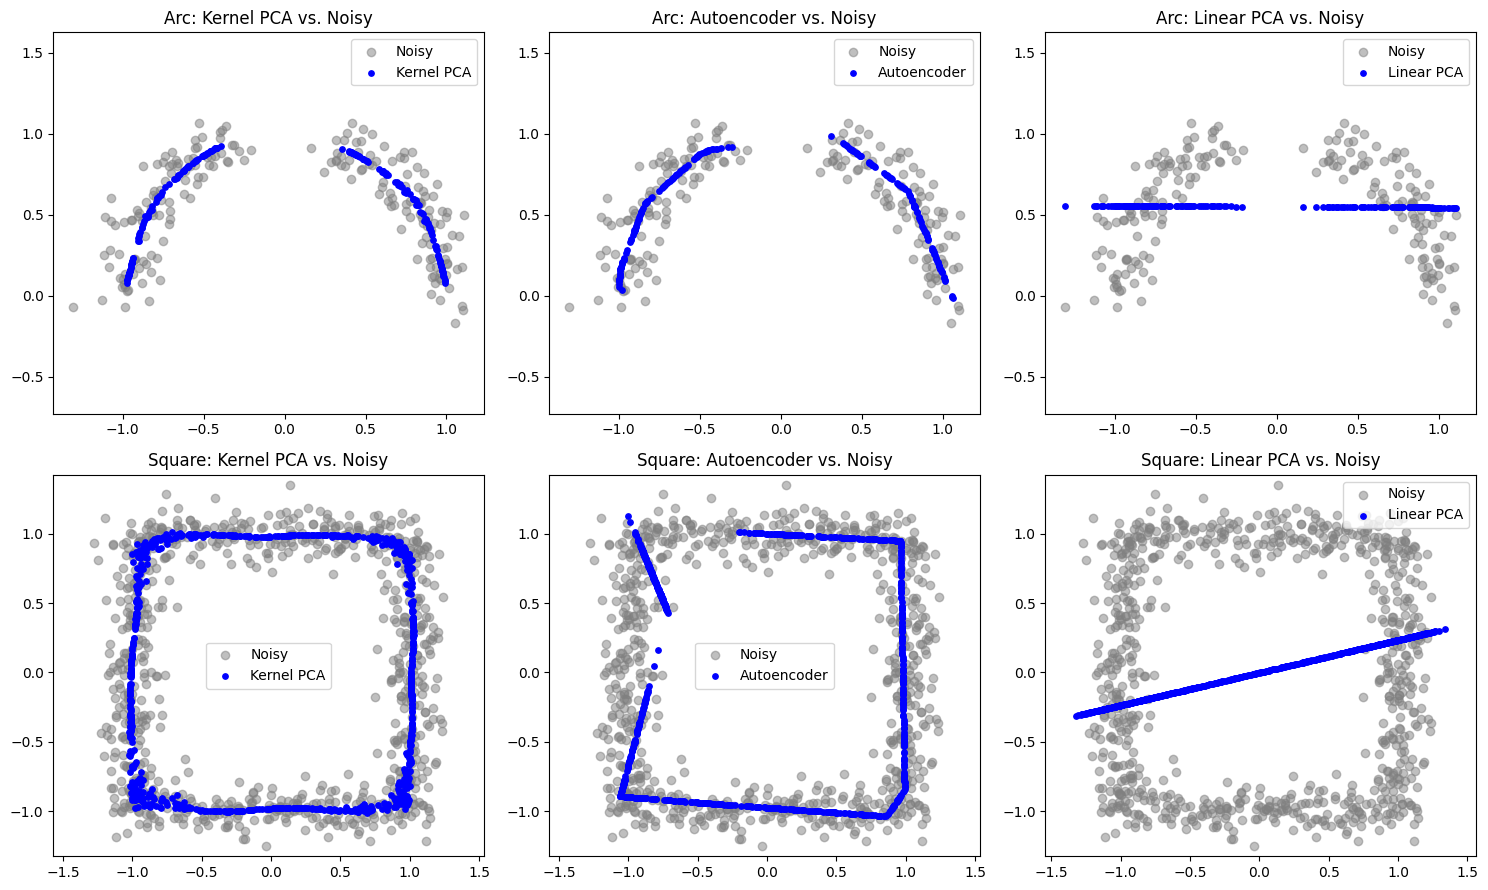 Arc: Kernel PCA vs. Noisy
Noisy
Kernel PCA
1.5
1.0
0.5
0.0
−0.5
−1.0 −0.5 0.0 0.5 1.0
Arc: Autoencoder vs. Noisy
Noisy
Autoencoder
1.5
1.0
0.5
0.0
−0.5
−1.0 −0.5 0.0 0.5 1.0
Arc: Linear PCA vs. Noisy
Noisy
Linear PCA
1.5
1.0
0.5
0.0
−0.5
−1.0 −0.5 0.0 0.5 1.0
Square: Kernel PCA vs. Noisy
1.0
0.5
Noisy
0.0
Kernel PCA
−0.5
−1.0
−1.5 −1.0 −0.5 0.0 0.5 1.0 1.5
Square: Autoencoder vs. Noisy
1.0
0.5
Noisy
0.0
Autoencoder
−0.5
−1.0
−1.5 −1.0 −0.5 0.0 0.5 1.0 1.5
Square: Linear PCA vs. Noisy
Noisy
Linear PCA
1.0
0.5
0.0
−0.5
−1.0
−1.5 −1.0 −0.5 0.0 0.5 1.0 1.5